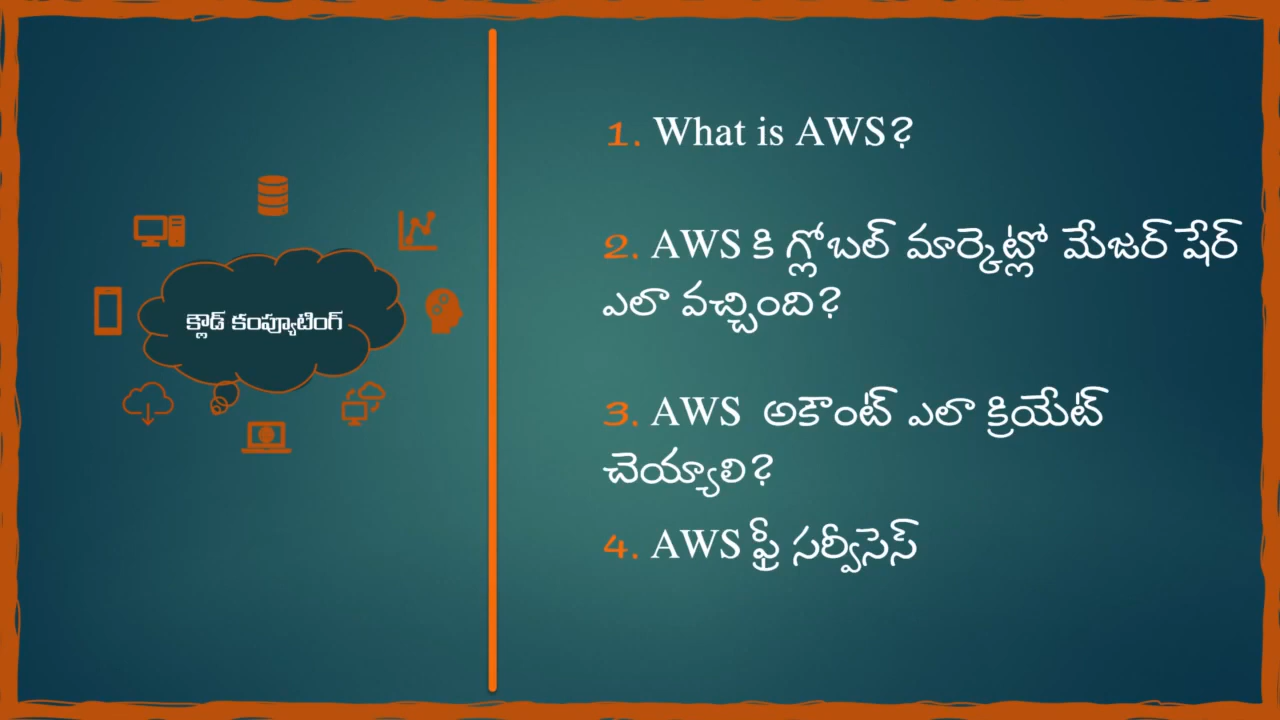 క్లౌడ్ కంప్యూటింగ్
1. What is AWS?
2. AWS కి గ్లోబల్ మార్కెట్లో మేజర్ షేర్
ఎలా వచ్చింది?
3. AWS అకౌంట్ ఎలా క్రియేట్
చెయ్యాలి?
4. AWS ఫ్రీ సర్వీసెస్